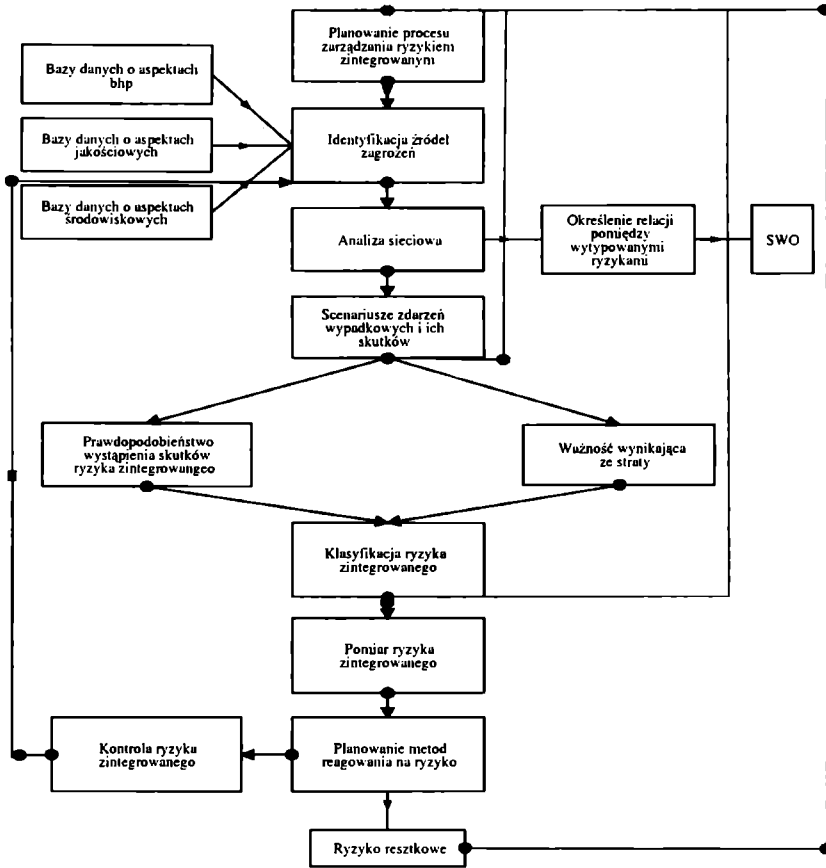 Planowanie procesu
zarządzania ryzykiem
zintegrowanym
Bazy danych o aspektach
bhp
Identyfikacja źródeł
zagrożeń
Bazy danych o aspektach
jakościowych
Bazy danych o aspektach
środowiskowych
Analiza sieciowa
Określenie relacji
pomiędzy
wytypowanymi
ryzykami
SWO
Scenariusze zdarzeń
wypadkowych i ich
skutków
Prawdopodobieństwo
wystąpienia skutków
ryzyka zintegrowangeo
Ważność wynikająca
ze straty
Klasyfikacja ryzyka
zintegrowanego
Pomiar ryzyka
zintegrowanego
Kontrola ryzyka
zintegrowanego
Planowanie metod
reagowania na ryzyko
Ryzyko resztkowe